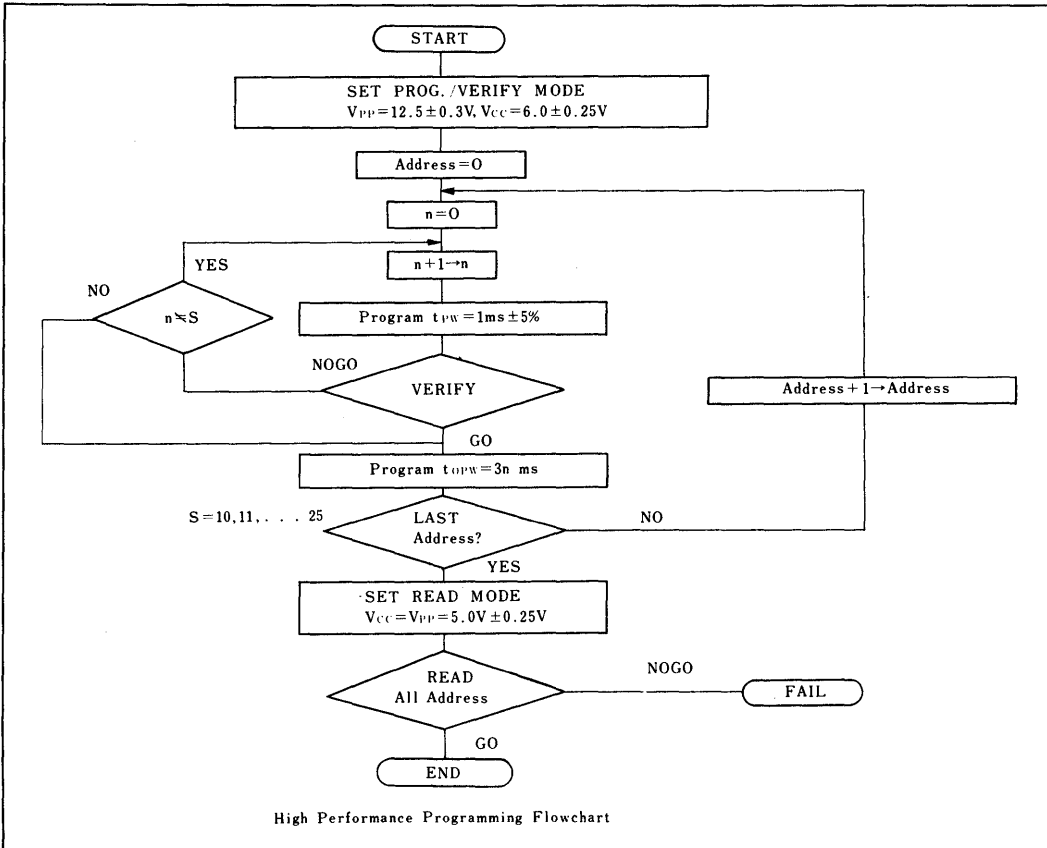 START
SET PROG./VERIFY MODE
VPP=12.5±0.3V, VCC=6.0±0.25V
Address=O
n=O
n+1→n
YES
NO
n≒S
Program tPW=1ms±5%
NOGO
VERIFY
Address+1→Address
GO
Program tOPW=3n ms
S=10,11,...25
LAST
Address?
NO
YES
SET READ MODE
VCC=VPP=5.0V±0.25V
READ
All Address
NOGO
FAIL
GO
END
High Performance Programming Flowchart